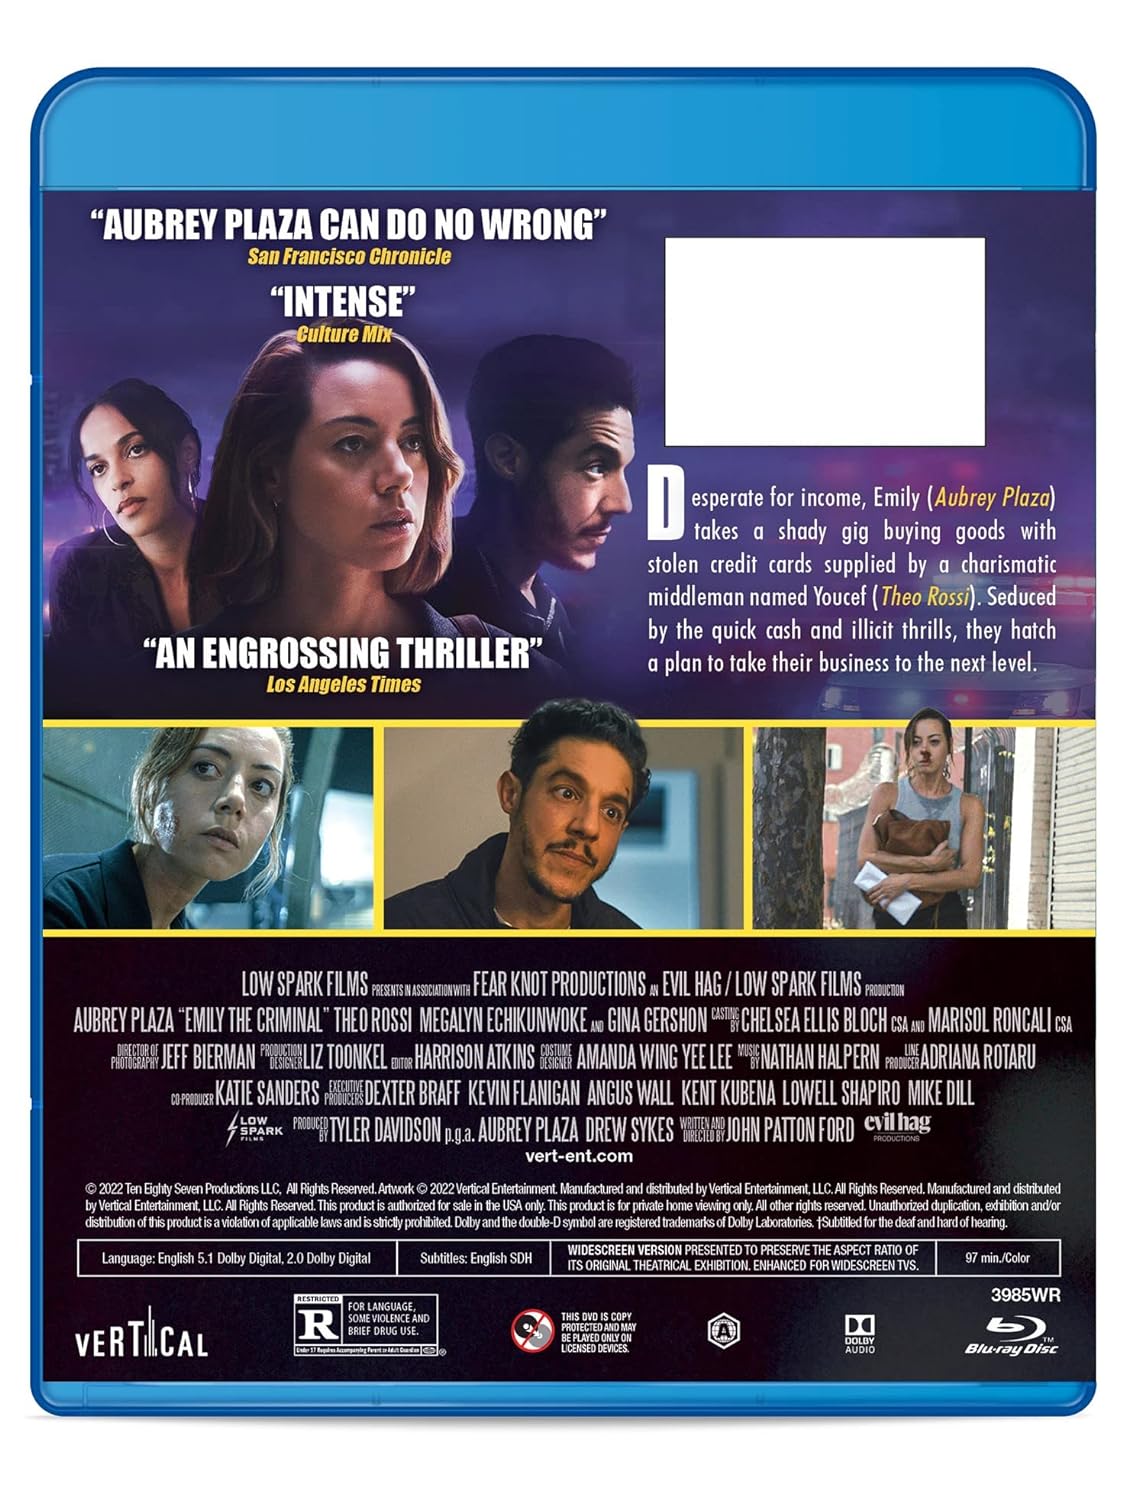 “AUBREY PLAZA CAN DO NO WRONG”
San Francisco Chronicle
“INTENSE”
Culture Mix
“AN ENGROSSING THRILLER”
Los Angeles Times
Desperate for income, Emily (Aubrey Plaza)
takes a shady gig buying goods with
stolen credit cards supplied by a charismatic
middleman named Youcef (Theo Rossi). Seduced
by the quick cash and illicit thrills, they hatch
a plan to take their business to the next level.
LOW SPARK FILMS PRESENTS IN ASSOCIATION WITH FEAR KNOT PRODUCTIONS AN EVIL HAG / LOW SPARK FILMS PRODUCTION
AUBREY PLAZA “EMILY THE CRIMINAL” THEO ROSSI MEGALYN ECHIKUNWOKE AND GINA GERSHON CASTING BY CHELSEA ELLIS BLOCH CSA AND MARISOL RONCALI CSA
DIRECTOR OF PHOTOGRAPHY JEFF BIERMAN PRODUCTION DESIGNER LIZ TOONKEL EDITOR HARRISON ATKINS COSTUME DESIGNER AMANDA WING YEE LEE MUSIC BY NATHAN HALPERN LINE PRODUCER ADRIANA ROTARU
CO-PRODUCER KATIE SANDERS EXECUTIVE PRODUCERS DEXTER BRAFF KEVIN FLANIGAN ANGUS WALL KENT KUBENA LOWELL SHAPIRO MIKE DILL
LOW SPARK FILMS PRODUCED BY TYLER DAVIDSON p.g.a. AUBREY PLAZA DREW SYKES WRITTEN AND DIRECTED BY JOHN PATTON FORD evil hag PRODUCTIONS
vert-ent.com
© 2022 Ten Eighty Seven Productions LLC, All Rights Reserved. Artwork © 2022 Vertical Entertainment. Manufactured and distributed by Vertical Entertainment, LLC. All Rights Reserved. Manufactured and distributed
by Vertical Entertainment, LLC. All Rights Reserved. This product is authorized for sale in the USA only. This product is for private home viewing only. All other rights reserved. Unauthorized duplication, exhibition and/or
distribution of this product is a violation of applicable laws and is strictly prohibited. Dolby and the double-D symbol are registered trademarks of Dolby Laboratories. †Subtitled for the deaf and hard of hearing.
Language: English 5.1 Dolby Digital, 2.0 Dolby Digital
Subtitles: English SDH
WIDESCREEN VERSION PRESENTED TO PRESERVE THE ASPECT RATIO OF
ITS ORIGINAL THEATRICAL EXHIBITION. ENHANCED FOR WIDESCREEN TVS.
97 min./Color
3985WR
VERTICAL
RESTRICTED
R
FOR LANGUAGE,
SOME VIOLENCE AND
BRIEF DRUG USE.
Under 17 Requires Accompanying Parent or Adult Guardian
®
THIS DVD IS COPY
PROTECTED AND MAY
BE PLAYED ONLY ON
LICENSED DEVICES.
A
DOLBY
AUDIO
Blu-ray Disc™